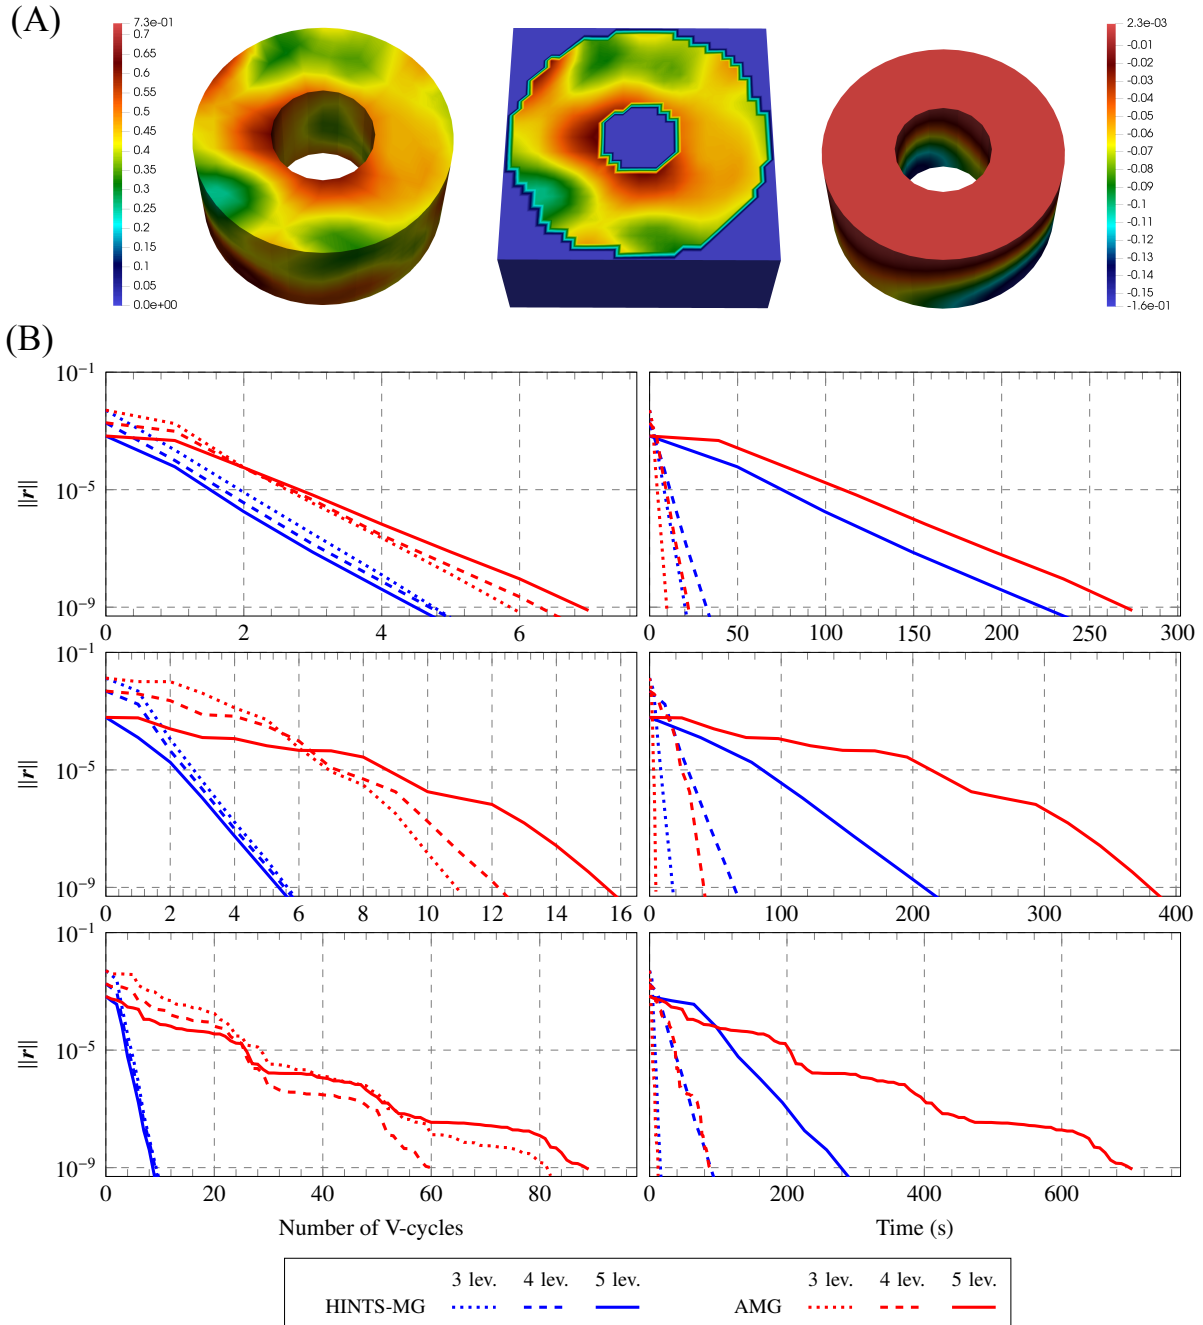 (A)
7.3e-01
0.7
0.65
0.6
0.55
0.5
0.45
0.4
0.35
0.3
0.25
0.2
0.15
0.1
0.0e+00
2.3e-03
-0.01
-0.02
-0.03
-0.04
-0.05
-0.06
-0.07
-0.09
-0.1
-0.11
-0.12
-0.13
-0.15
-1.6e-01
(B)
10^-1
10^-5
10^-9
||r||
0 2 4 6
0 50 100 150 200 250 300
10^-1
10^-5
10^-9
||r||
0 2 4 6 8 10 12 14 16
0 100 200 300 400
10^-1
10^-5
10^-9
||r||
0 20 40 60 80
0 200 400 600
Number of V-cycles
Time (s)
3 lev. 4 lev. 5 lev. 3 lev. 4 lev. 5 lev.
HINTS-MG AMG